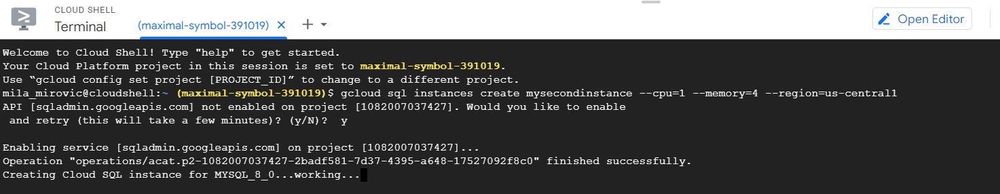 CLOUD SHELL
Terminal
(maximal-symbol-391019)
Open Editor
Welcome to Cloud Shell! Type "help" to get started.
Your Cloud Platform project in this session is set to maximal-symbol-391019.
Use “gcloud config set project [PROJECT_ID]” to change to a different project.
mila_mirovic@cloudshell:~ (maximal-symbol-391019)$ gcloud sql instances create mysecondinstance --cpu=1 --memory=4 --region=us-central1
API [sqladmin.googleapis.com] not enabled on project [1082007037427]. Would you like to enable
and retry (this will take a few minutes)? (y/N)?  y
Enabling service [sqladmin.googleapis.com] on project [1082007037427]...
Operation "operations/acat.p2-1082007037427-2badf581-7d37-4395-a648-17527092f8c0" finished successfully.
Creating Cloud SQL instance for MYSQL_8_0...working...